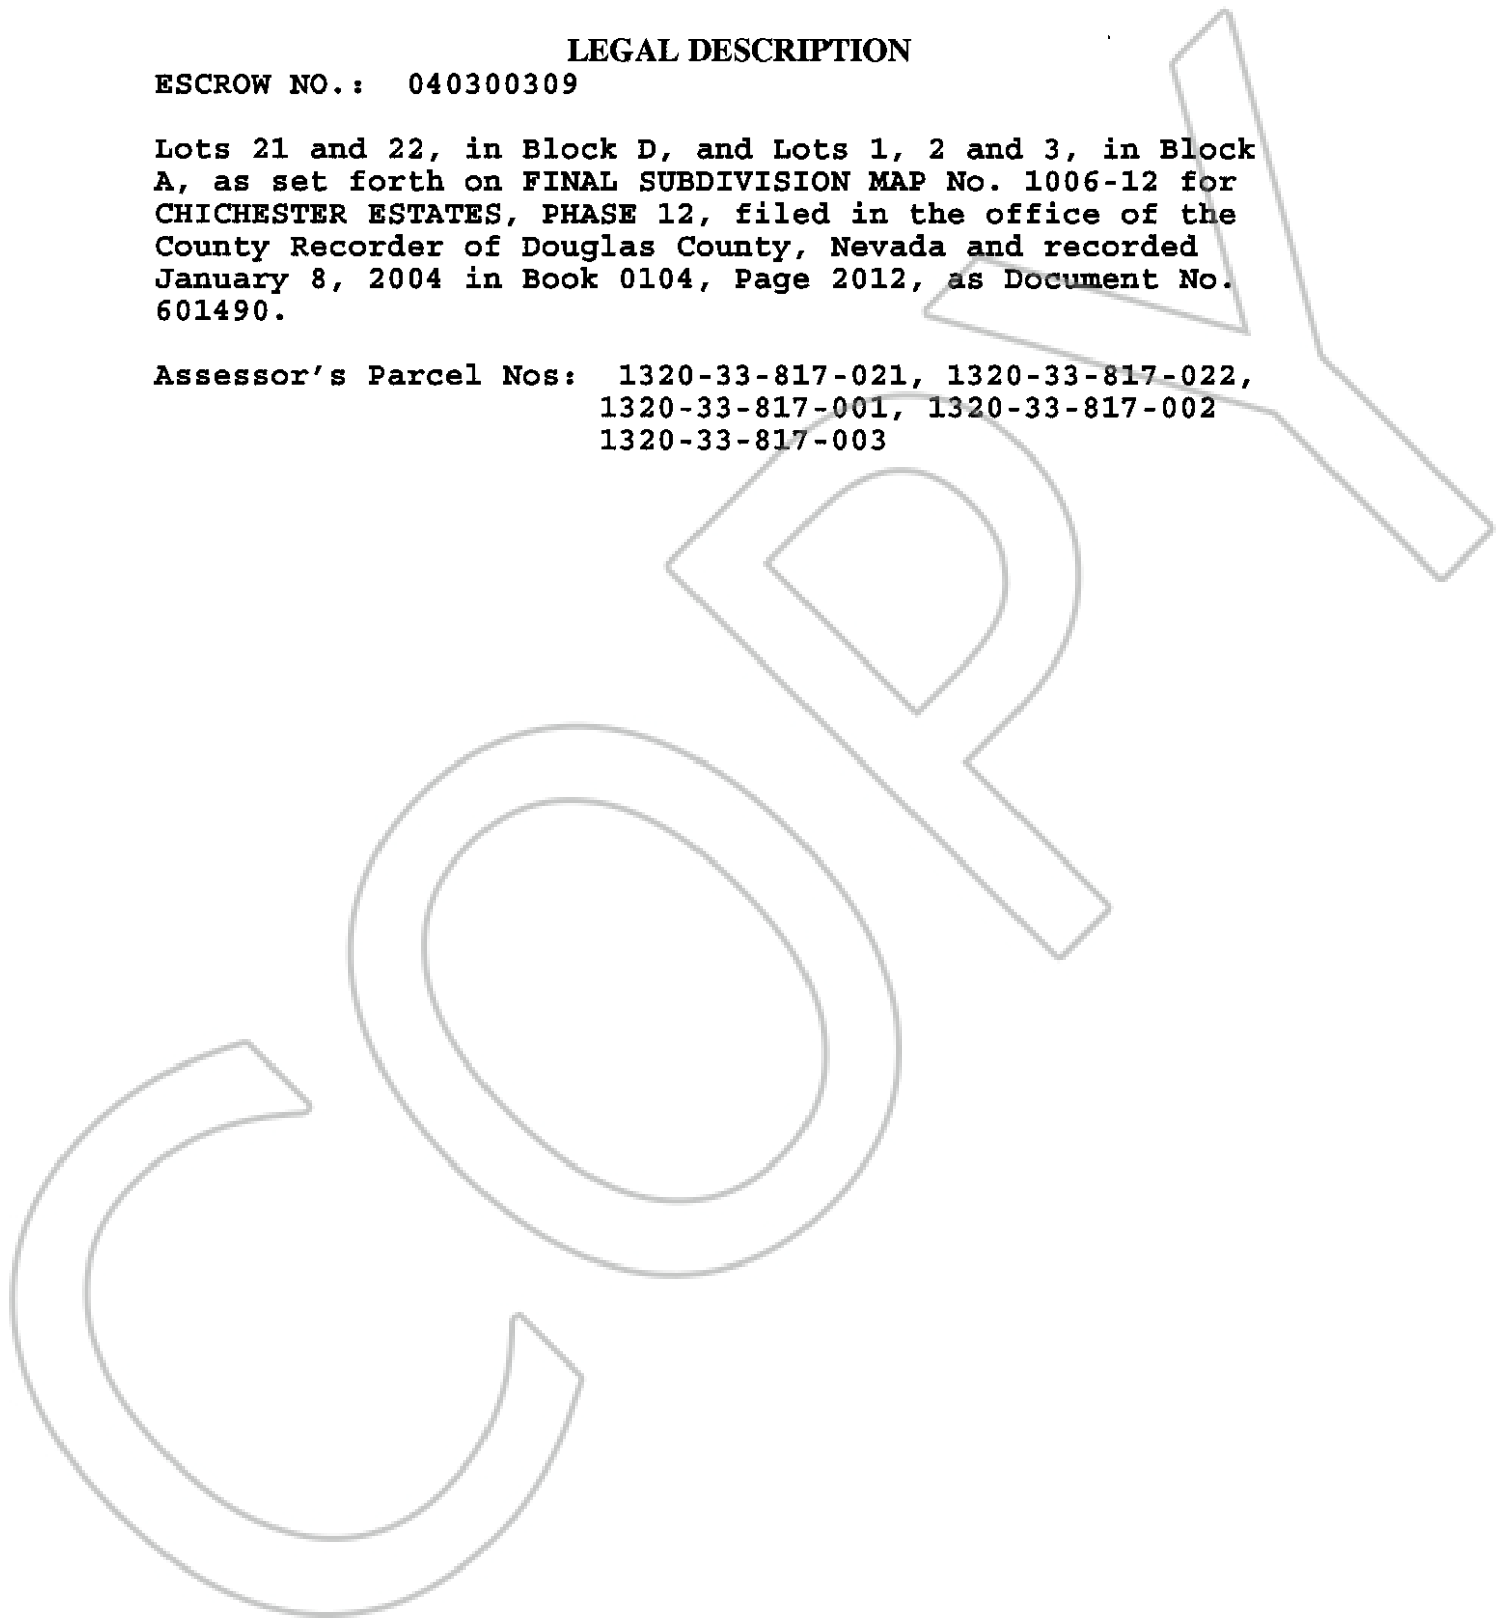 LEGAL DESCRIPTION
ESCROW NO.: 040300309
Lots 21 and 22, in Block D, and Lots 1, 2 and 3, in Block
A, as set forth on FINAL SUBDIVISION MAP No. 1006-12 for
CHICHESTER ESTATES, PHASE 12, filed in the office of the
County Recorder of Douglas County, Nevada and recorded
January 8, 2004 in Book 0104, Page 2012, as Document No.
601490.
Assessor's Parcel Nos: 1320-33-817-021, 1320-33-817-022,
1320-33-817-001, 1320-33-817-002
1320-33-817-003
COPY